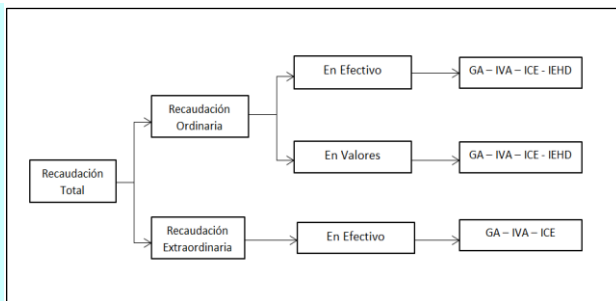 En Efectivo
GA – IVA – ICE - IEHD
Recaudación
Ordinaria
En Valores
GA – IVA – ICE - IEHD
Recaudación
Total
Recaudación
Extraordinaria
En Efectivo
GA – IVA – ICE